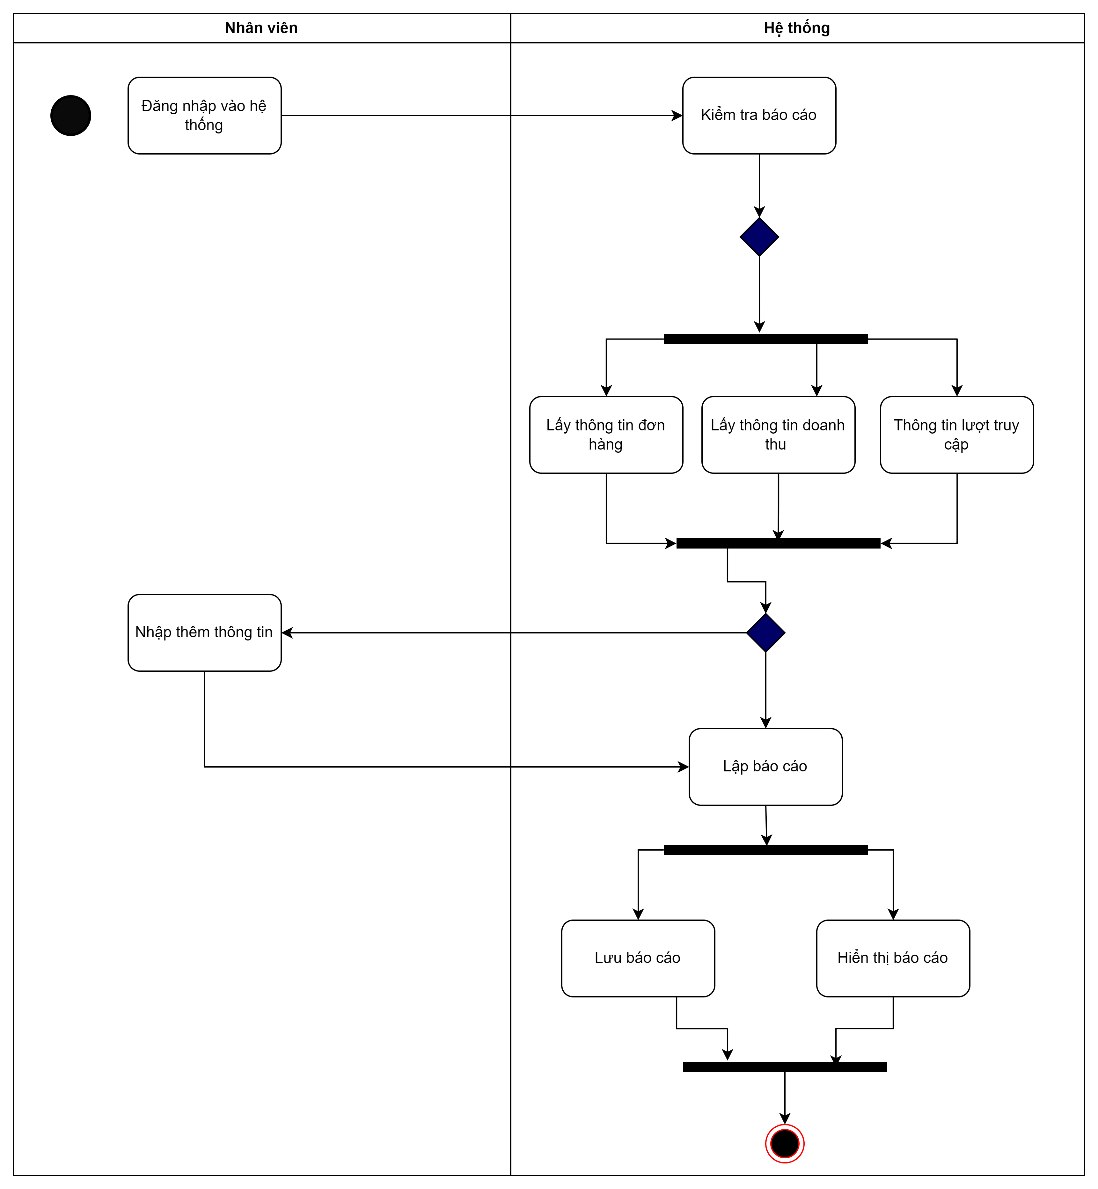 Nhân viên
Hệ thống
Đăng nhập vào hệ
thống
Kiểm tra báo cáo
Lấy thông tin đơn
hàng
Lấy thông tin doanh
thu
Thông tin lượt truy
cập
Nhập thêm thông tin
Lập báo cáo
Lưu báo cáo
Hiển thị báo cáo